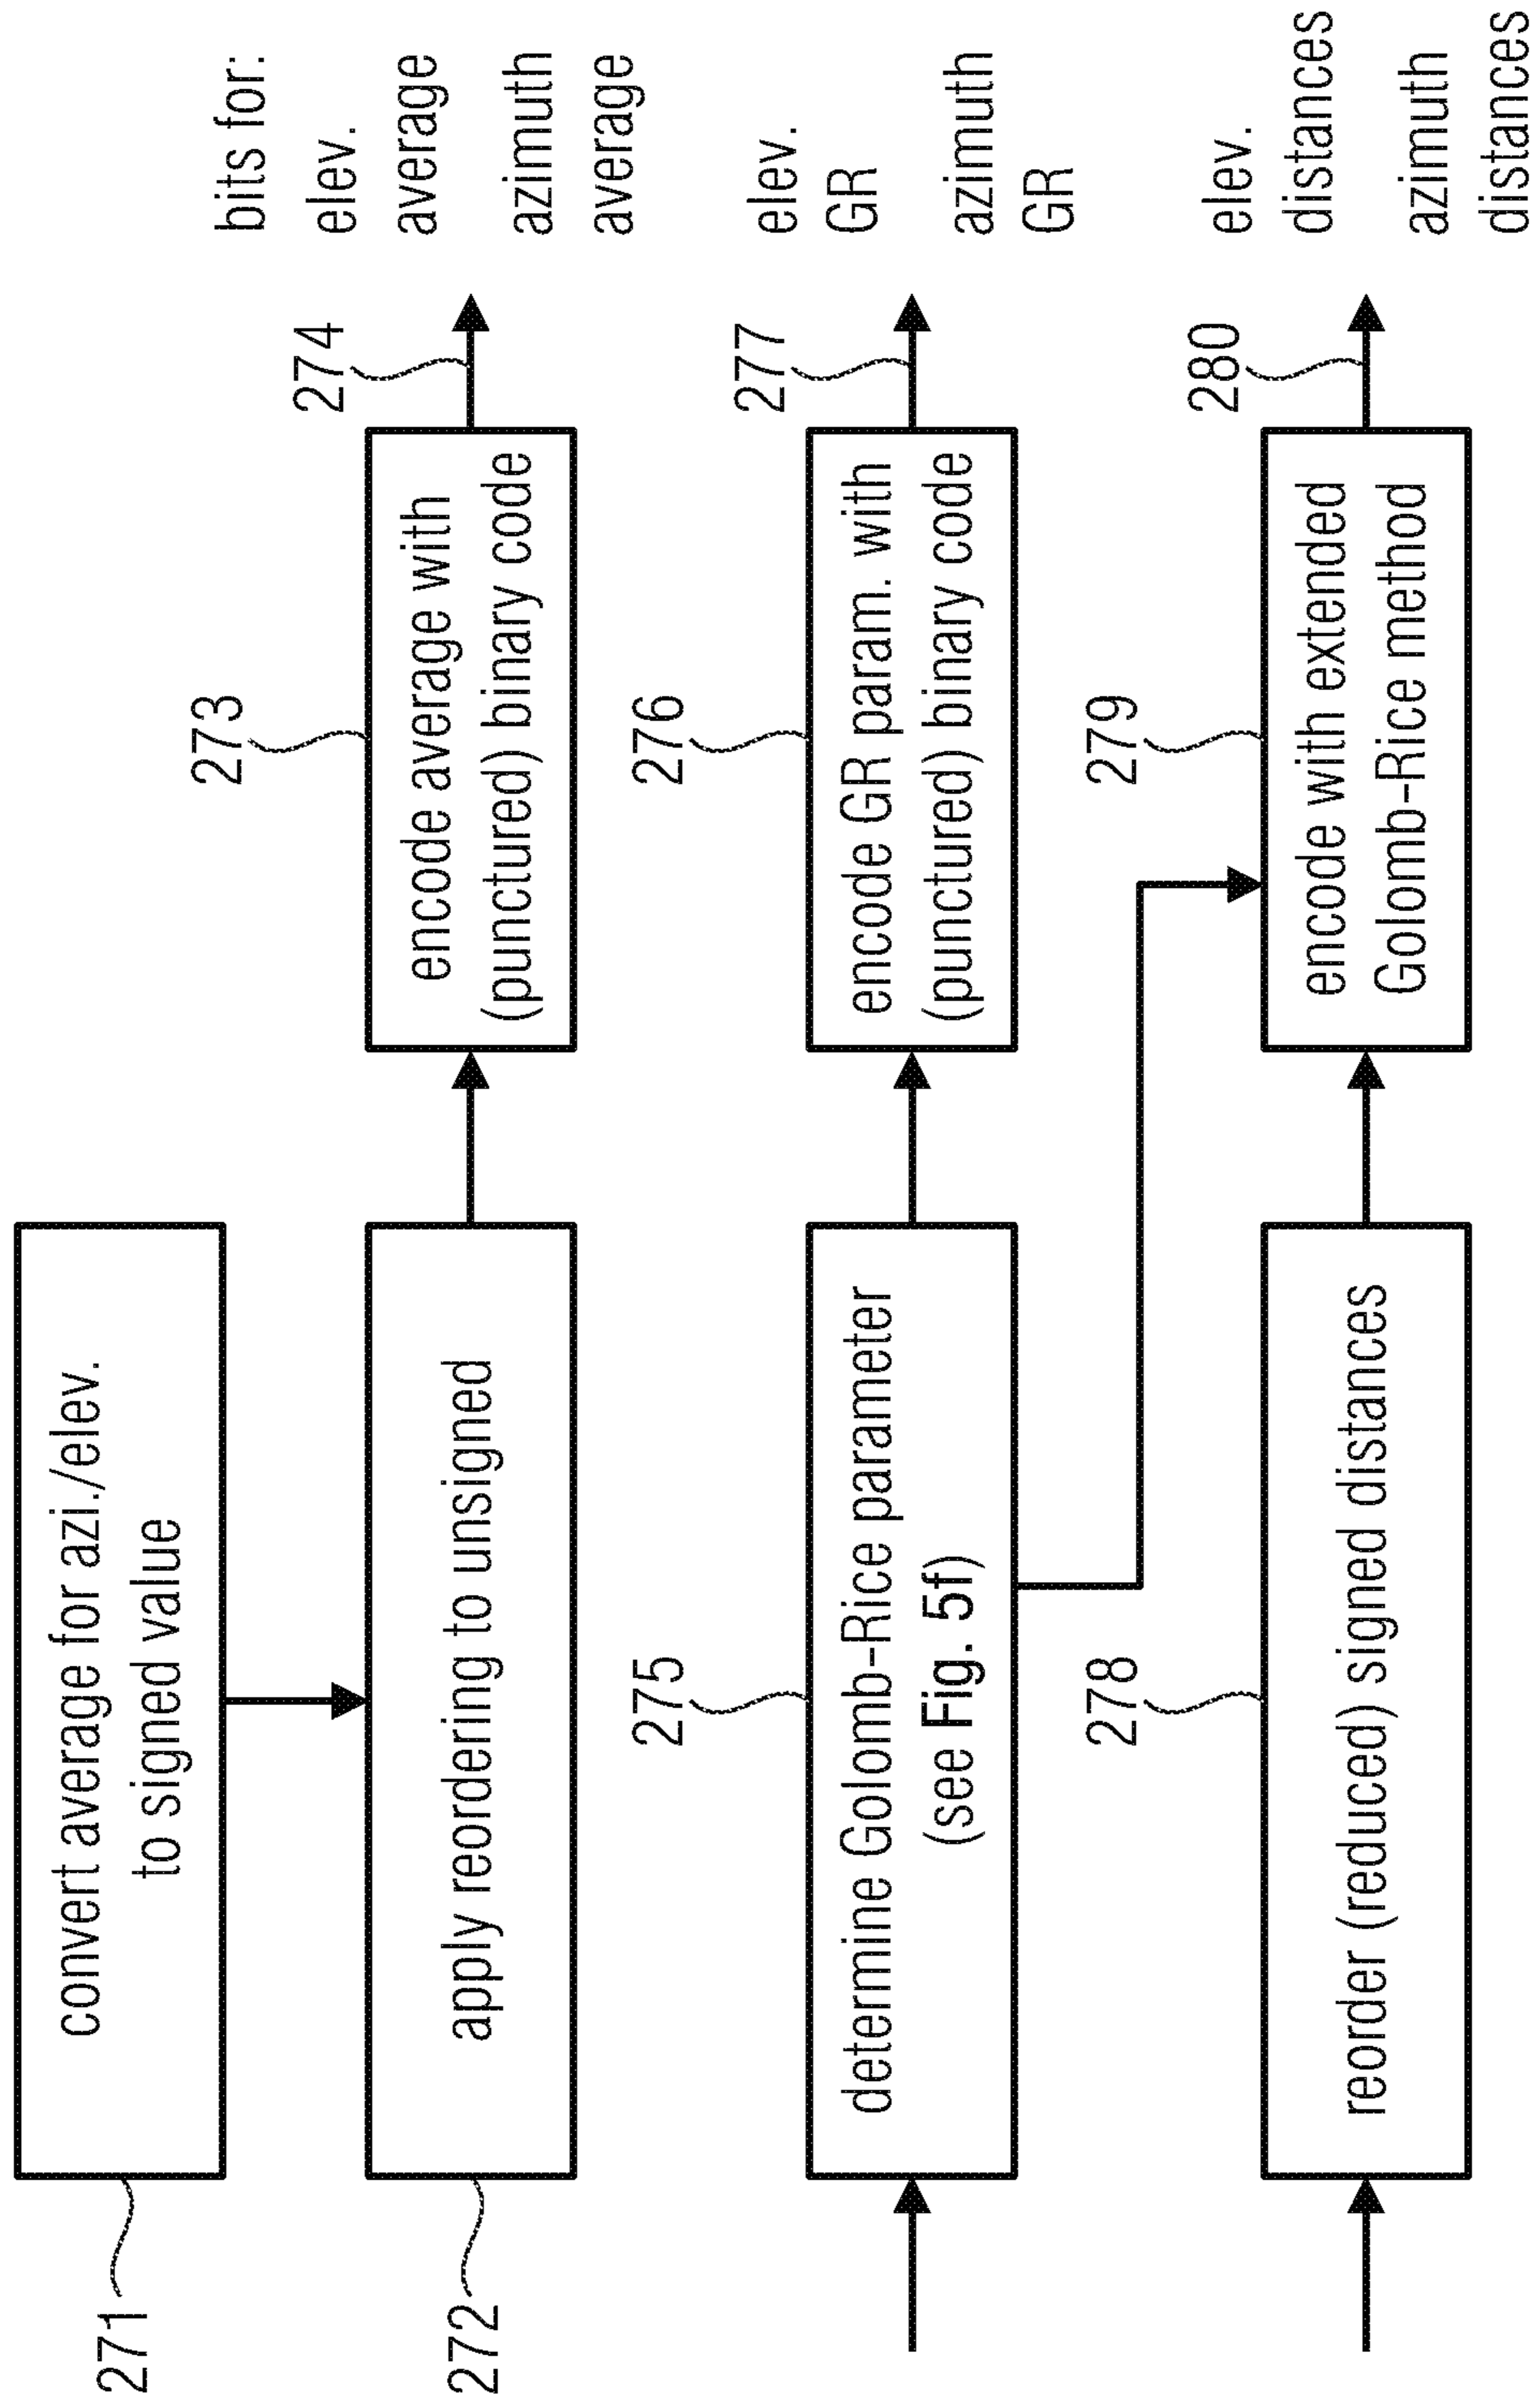 271
convert average for azi./elev.
to signed value
272
apply reordering to unsigned
273
encode average with
(punctured) binary code
274
bits for:
elev.
average
azimuth
average
275
determine Golomb-Rice parameter
(see Fig. 5f)
276
encode GR param. with
(punctured) binary code
277
elev.
GR
azimuth
GR
278
reorder (reduced) signed distances
279
encode with extended
Golomb-Rice method
280
elev.
distances
azimuth
distances